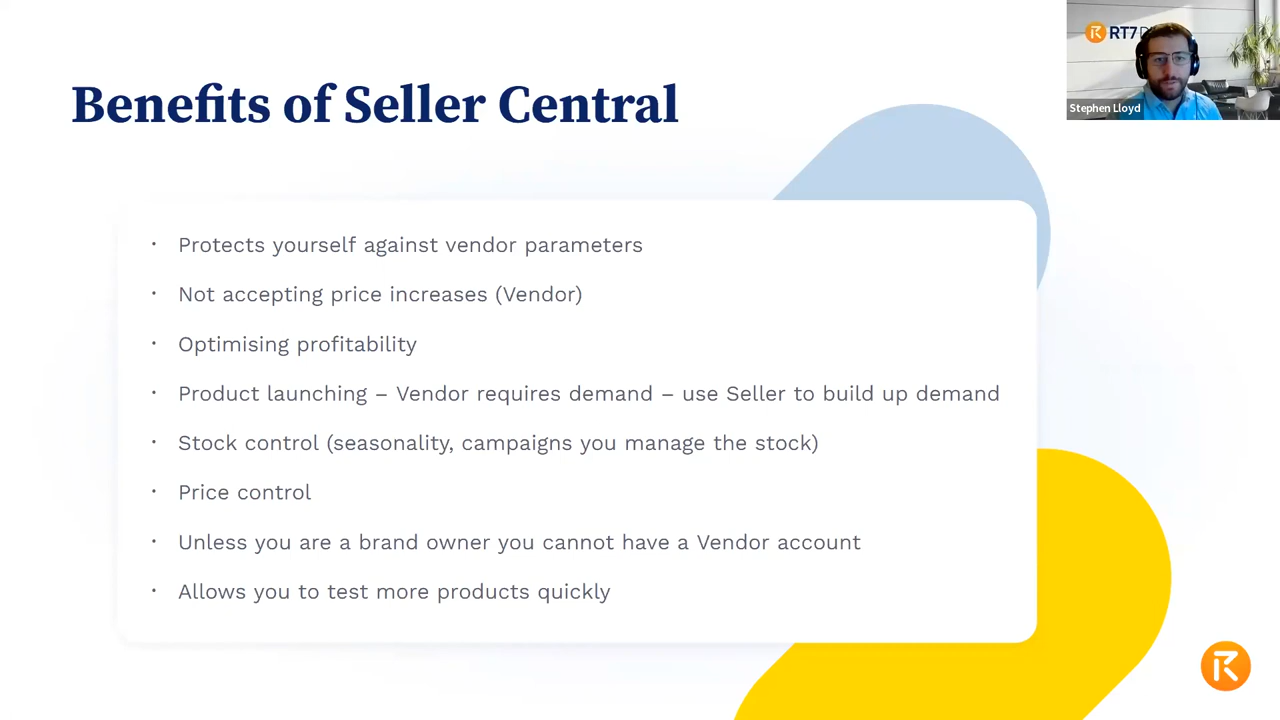 Benefits of Seller Central
RT7
Stephen Lloyd
· Protects yourself against vendor parameters
· Not accepting price increases (Vendor)
· Optimising profitability
· Product launching – Vendor requires demand – use Seller to build up demand
· Stock control (seasonality, campaigns you manage the stock)
· Price control
· Unless you are a brand owner you cannot have a Vendor account
· Allows you to test more products quickly